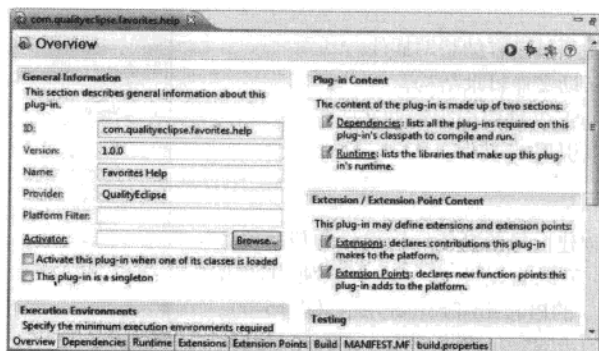 com.qualityeclipse.favorites.help
Overview
General Information
This section describes general information about this
plug-in.
ID: com.qualityeclipse.favorites.help
Version: 1.0.0
Name: Favorites Help
Provider: QualityEclipse
Platform Filter:
Activator: Browse...
Activate this plug-in when one of its classes is loaded
This plug-in is a singleton
Execution Environments
Specify the minimum execution environments required
Plug-in Content
The content of the plug-in is made up of two sections:
Dependencies: lists all the plug-ins required on this
plug-in's classpath to compile and run.
Runtime: lists the libraries that make up this plug-
in's runtime.
Extension / Extension Point Content
This plug-in may define extensions and extension points:
Extensions: declares contributions this plug-in
makes to the platform.
Extension Points: declares new function points this
plug-in adds to the platform.
Testing
Overview Dependencies Runtime Extensions Extension Points Build MANIFEST.MF build.properties